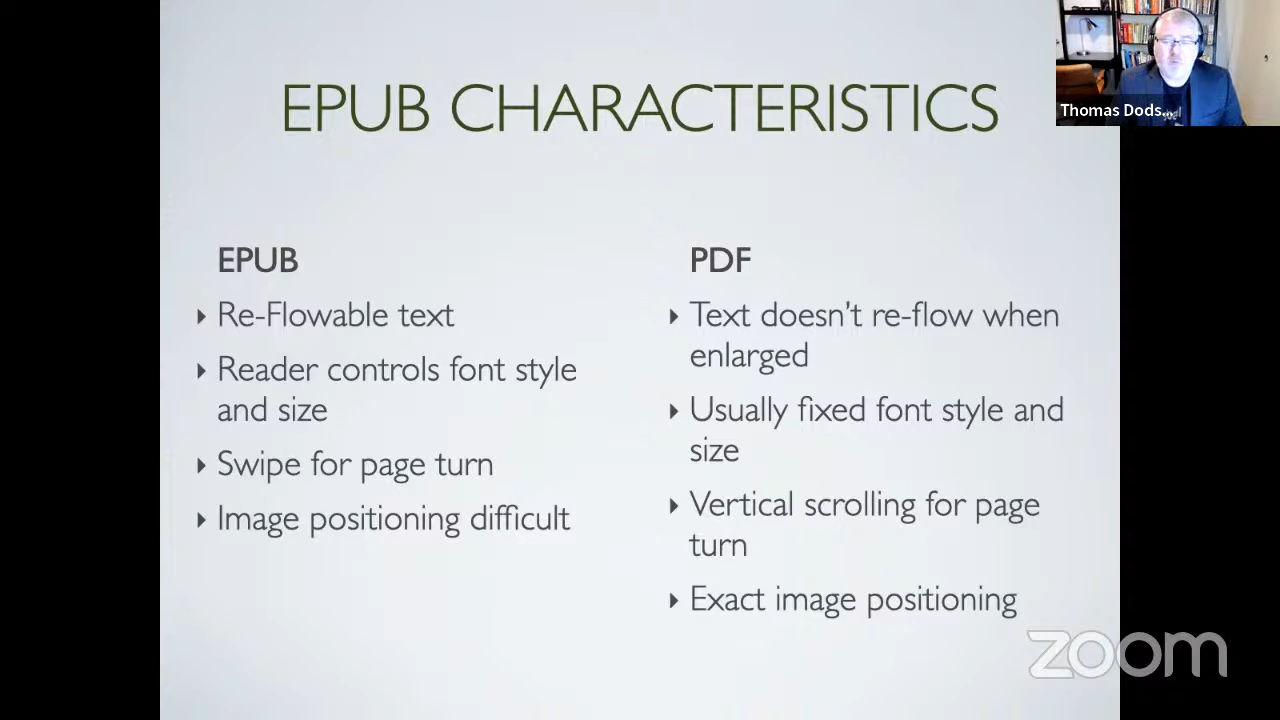 EPUB CHARACTERISTICS
Thomas Dods...
EPUB
Re-Flowable text
Reader controls font style
and size
Swipe for page turn
Image positioning difficult
PDF
Text doesn't re-flow when
enlarged
Usually fixed font style and
size
Vertical scrolling for page
turn
Exact image positioning
zoom